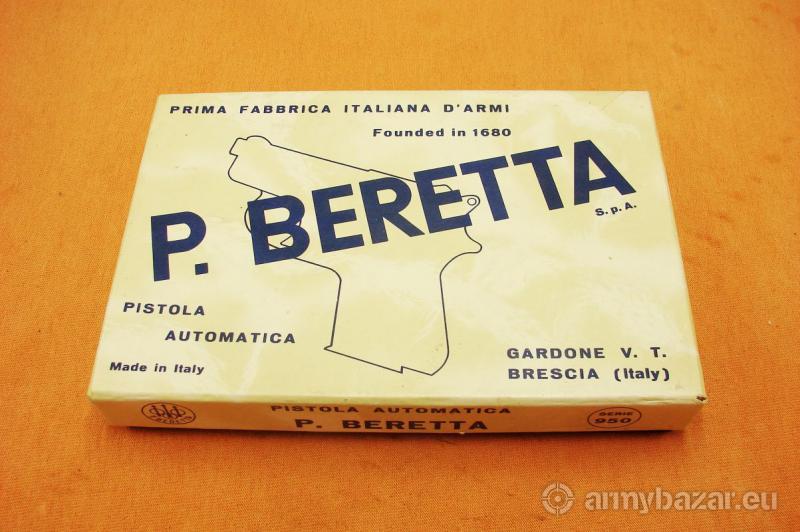 PRIMA FABBRICA ITALIANA D'ARMI
Founded in 1680
P. BERETTA
S.p.A.
PISTOLA
AUTOMATICA
Made in Italy
GARDONE V. T.
BRESCIA (Italy)
BERETTA
PISTOLA AUTOMATICA
P. BERETTA
SERIE
950
armybazar.eu